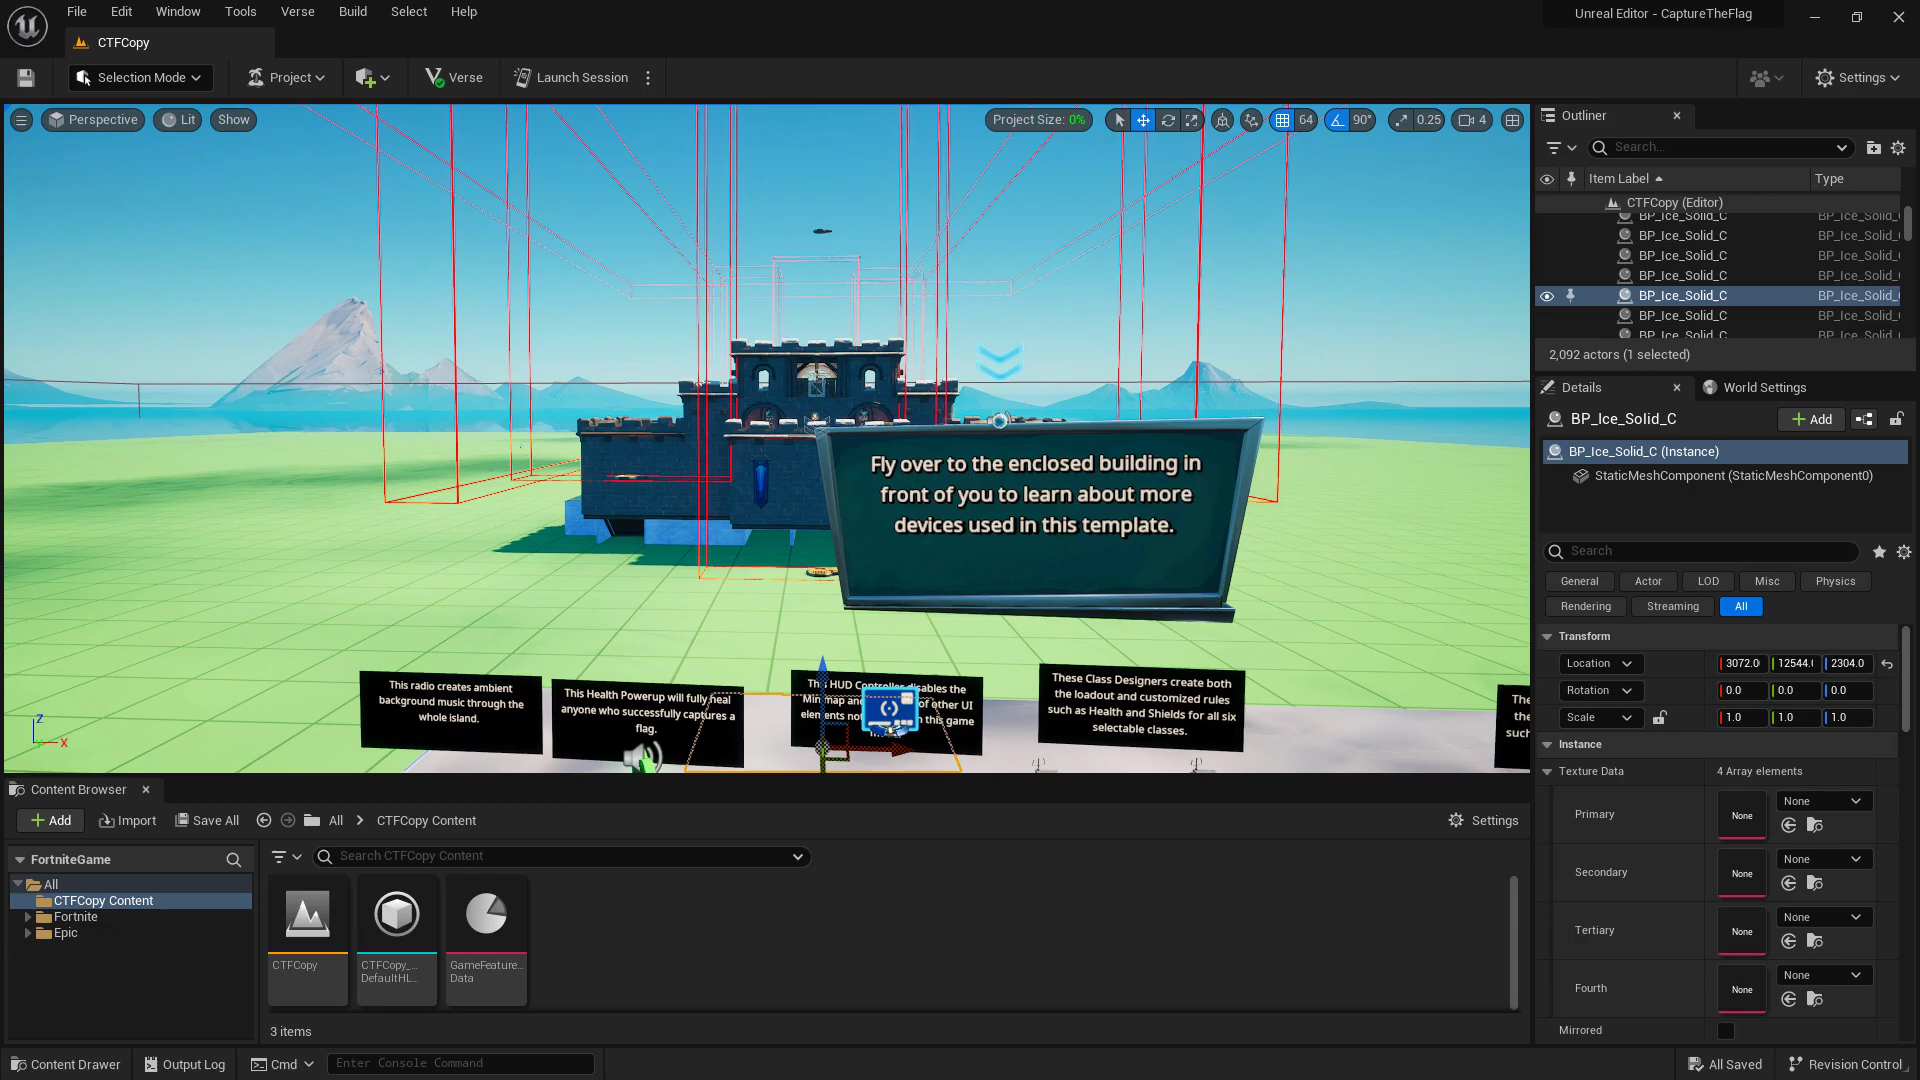 File Edit Window Tools Verse Build Select Help
Unreal Editor - CaptureTheFlag
CTFCopy
Selection Mode
Project
Verse
Launch Session
Settings
Perspective
Lit
Show
Project Size: 0%
64
90°
0.25
4
Fly over to the enclosed building in
front of you to learn about more
devices used in this template.
This radio creates ambient
background music through the
whole island.
This Health Powerup will fully heal
anyone who successfully captures a
flag.
This HUD Controller disables the
Minimap and
of other UI
elements not
in this game
These Class Designers create both
the loadout and customized rules
such as Health and Shields for all six
selectable classes.
The
the
such
Z
X
Outliner
Search...
Item Label
Type
CTFCopy (Editor)
BP_Ice_Solid_C BP_Ice_Solid_
BP_Ice_Solid_C BP_Ice_Solid_
BP_Ice_Solid_C BP_Ice_Solid_
BP_Ice_Solid_C BP_Ice_Solid_
BP_Ice_Solid_C BP_Ice_Solid_
BP_Ice_Solid_C BP_Ice_Solid_
BP_Ice_Solid_C BP_Ice_Solid_
2,092 actors (1 selected)
Details
World Settings
BP_Ice_Solid_C
Add
BP_Ice_Solid_C (Instance)
StaticMeshComponent (StaticMeshComponent0)
Search
General Actor LOD Misc Physics
Rendering Streaming All
Transform
Location 3072.0 12544.( 2304.0
Rotation 0.0 0.0 0.0
Scale 1.0 1.0 1.0
Instance
Texture Data 4 Array elements
Primary None None
Secondary None None
Tertiary None None
Fourth None None
Mirrored
Content Browser
Add
Import
Save All
All
CTFCopy Content
Settings
FortniteGame
Search CTFCopy Content
All
CTFCopy Content
Fortnite
Epic
CTFCopy
CTFCopy_...
DefaultHL...
GameFeature...
Data
3 items
Content Drawer
Output Log
Cmd
Enter Console Command
All Saved
Revision Control